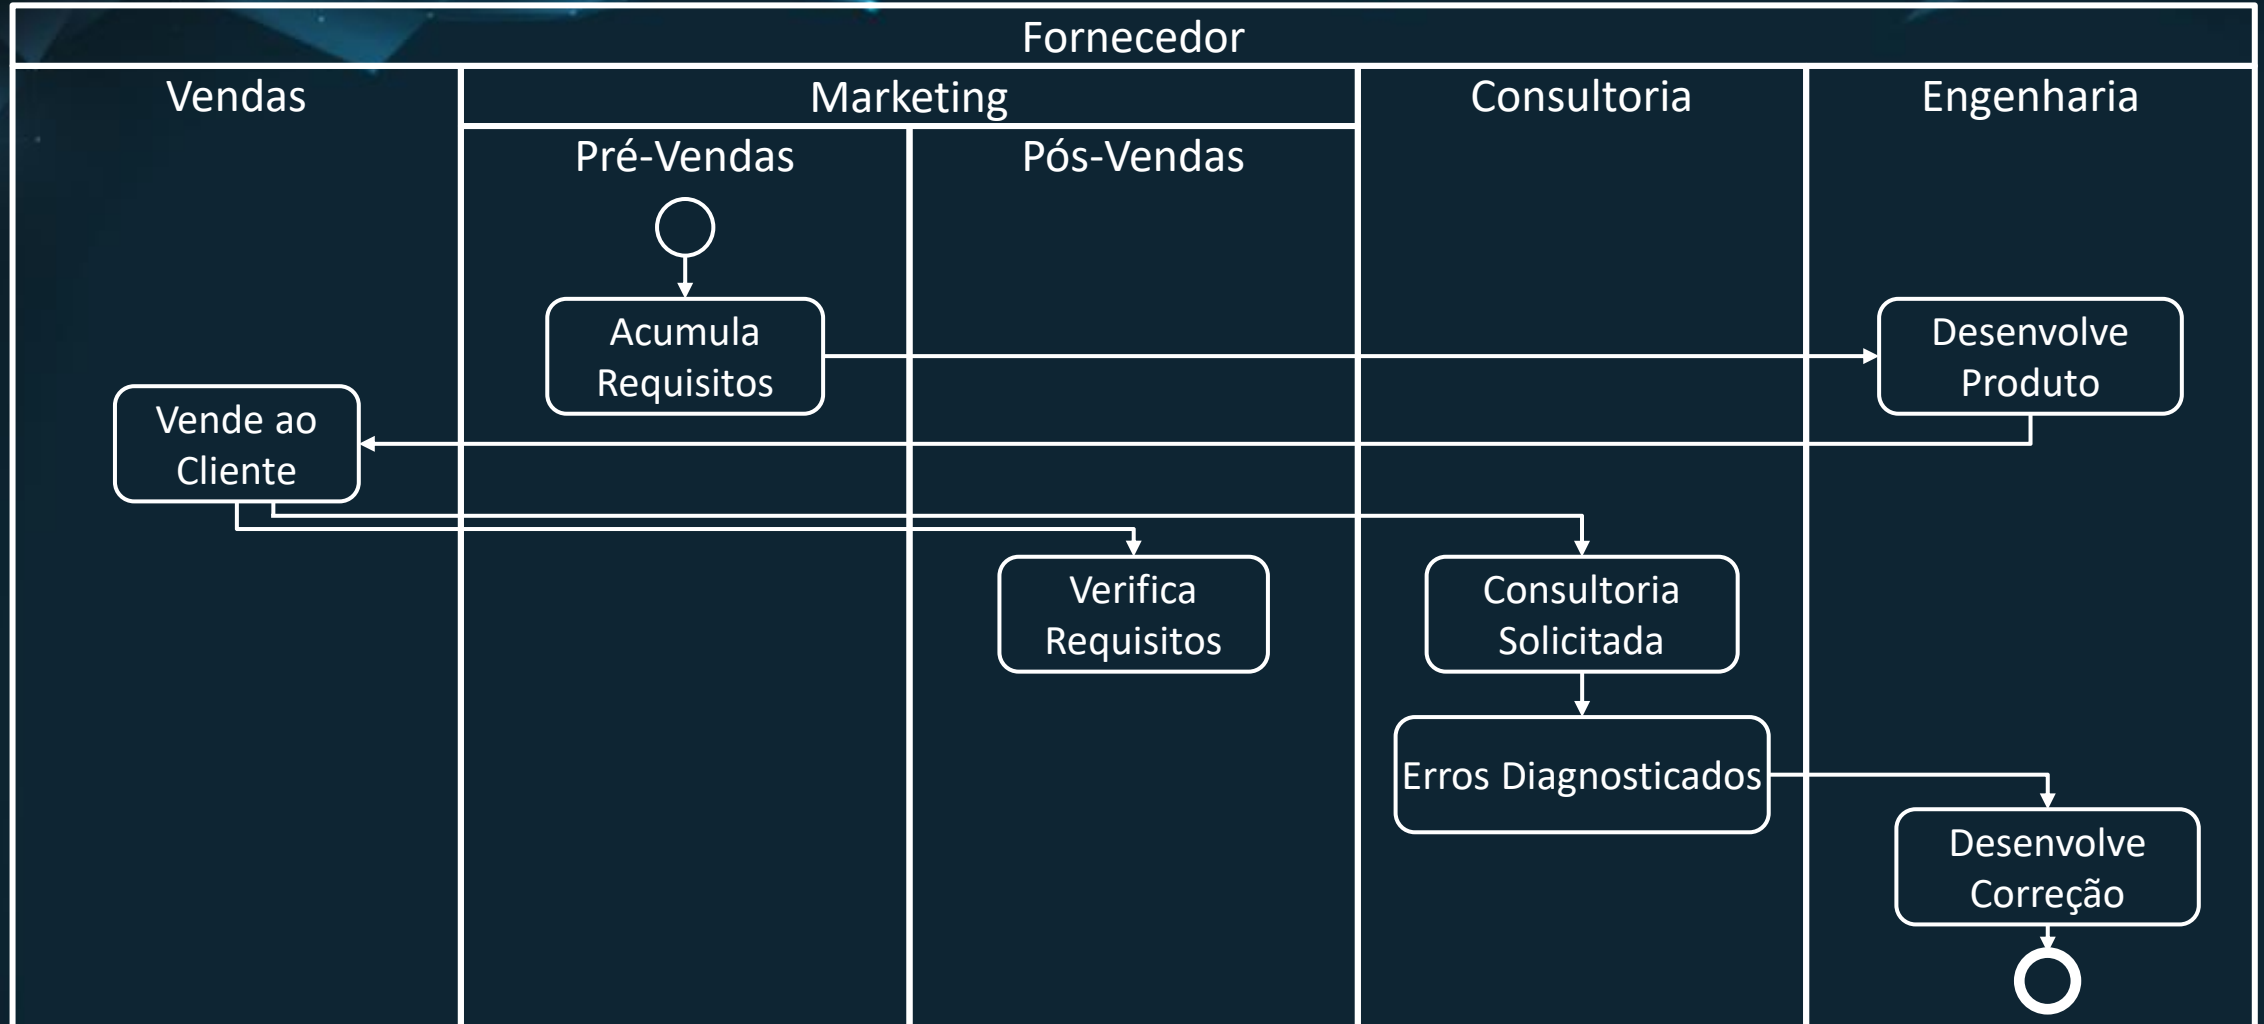 Fornecedor
Vendas
Marketing
Consultoria
Engenharia
Pré-Vendas
Pós-Vendas
Acumula
Requisitos
Desenvolve
Produto
Vende ao
Cliente
Verifica
Requisitos
Consultoria
Solicitada
Erros Diagnosticados
Desenvolve
Correção